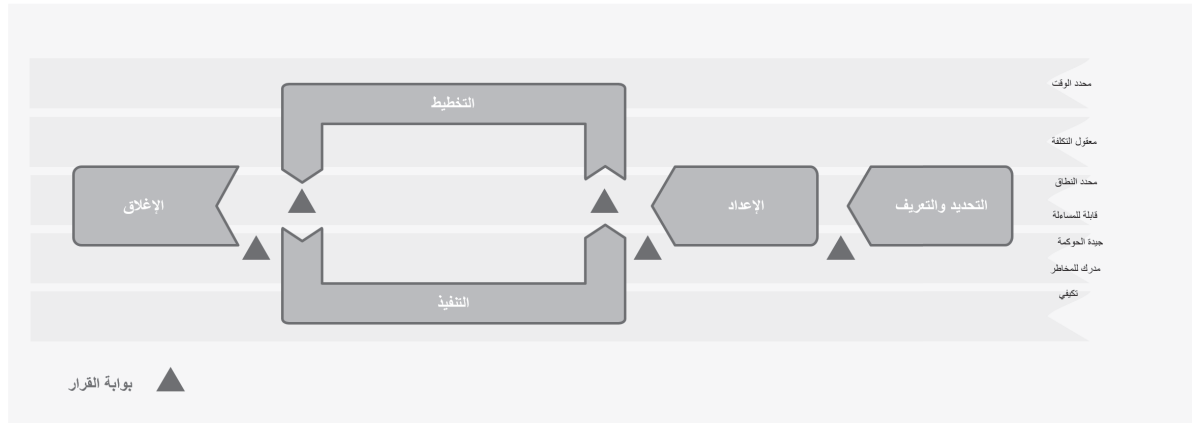 محدد الوقت
معقول التكلفة
محدد النطاق
قابلة للمساءلة
جيدة الحوكمة
مدرك للمخاطر
تكيفي
التحديد والتعريف
الإعداد
التخطيط
التنفيذ
الإغلاق
بوابة القرار